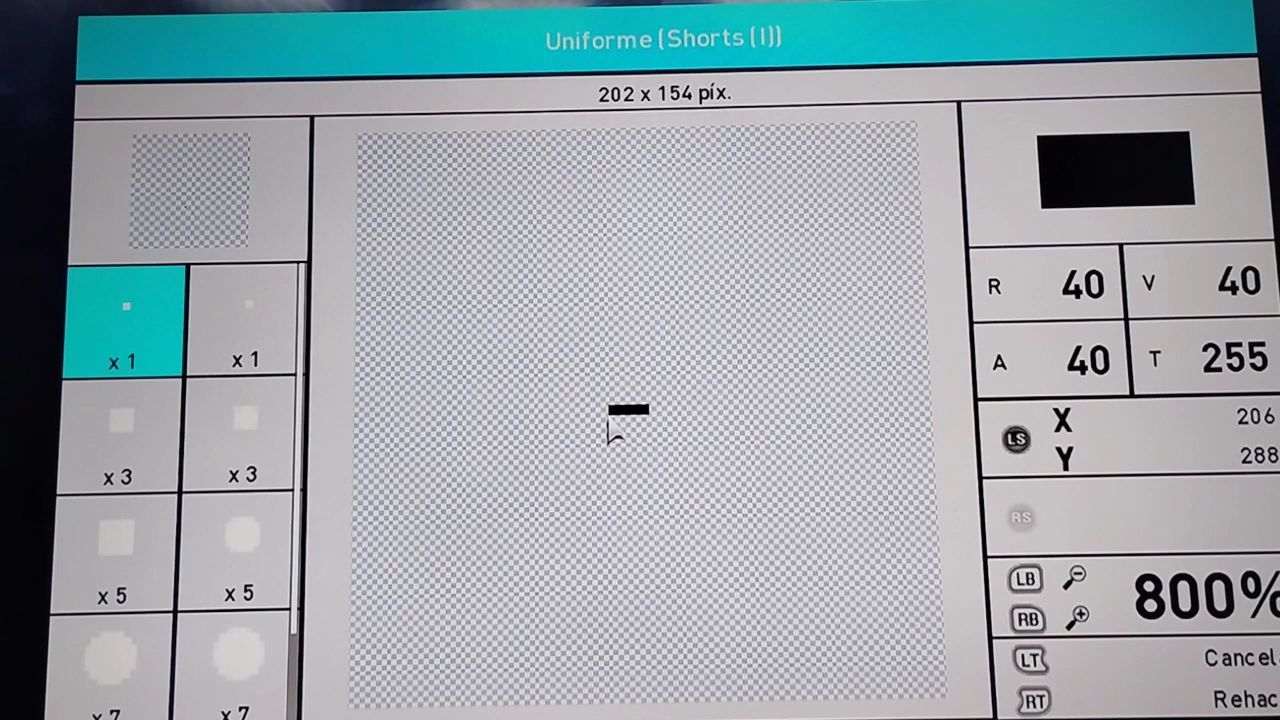 Uniforme (Shorts (I))
202 x 154 píx.
x 1
x 1
x 3
x 3
x 5
x 5
x 7
x 7
R 40
V 40
A 40
T 255
LS
X 206
Y 288
RS
LB
RB
800%
LT
Cancel
RT
Rehac